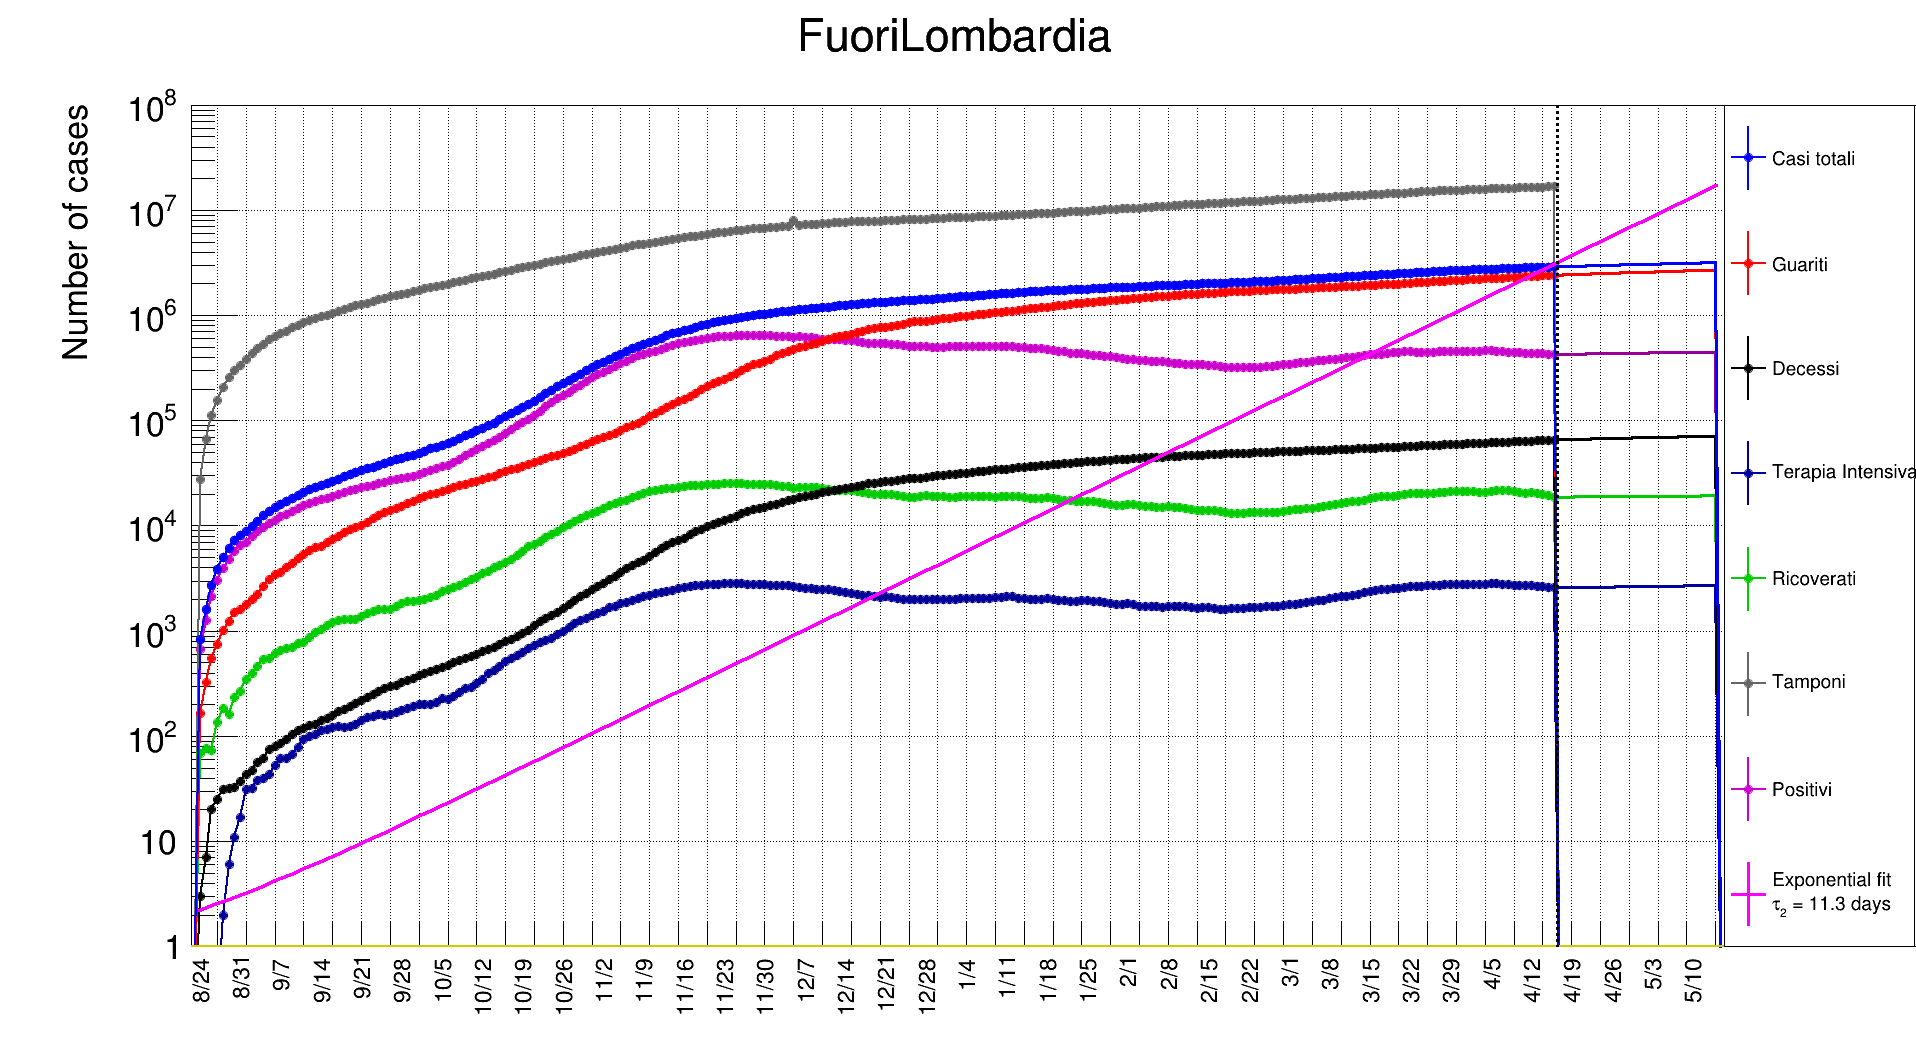 FuoriLombardia
Number of cases
10^8
10^7
10^6
10^5
10^4
10^3
10^2
10
1
8/24 8/31 9/7 9/14 9/21 9/28 10/5 10/12 10/19 10/26 11/2 11/9 11/16 11/23 11/30 12/7 12/14 12/21 12/28 1/4 1/11 1/18 1/25 2/1 2/8 2/15 2/22 3/1 3/8 3/15 3/22 3/29 4/5 4/12 4/19 4/26 5/3 5/10
Casi totali
Guariti
Decessi
Terapia Intensiva
Ricoverati
Tamponi
Positivi
Exponential fit
τ_2 = 11.3 days